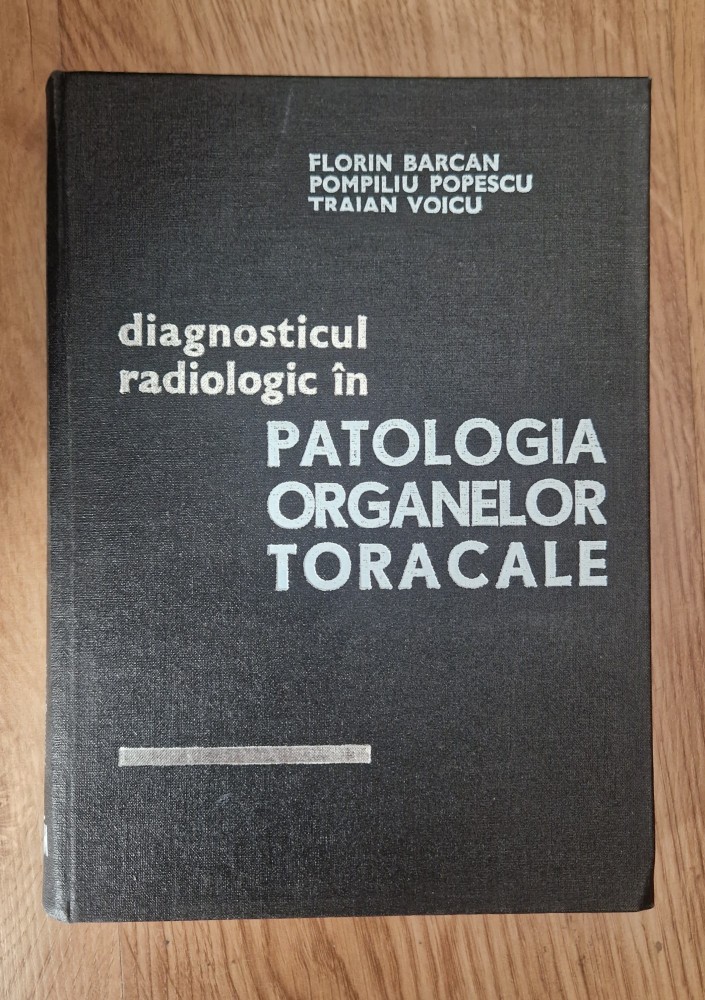 FLORIN BARCAN
POMPILIU POPESCU
TRAIAN VOICU
diagnosticul
radiologic în
PATOLOGIA
ORGANELOR
TORACALE